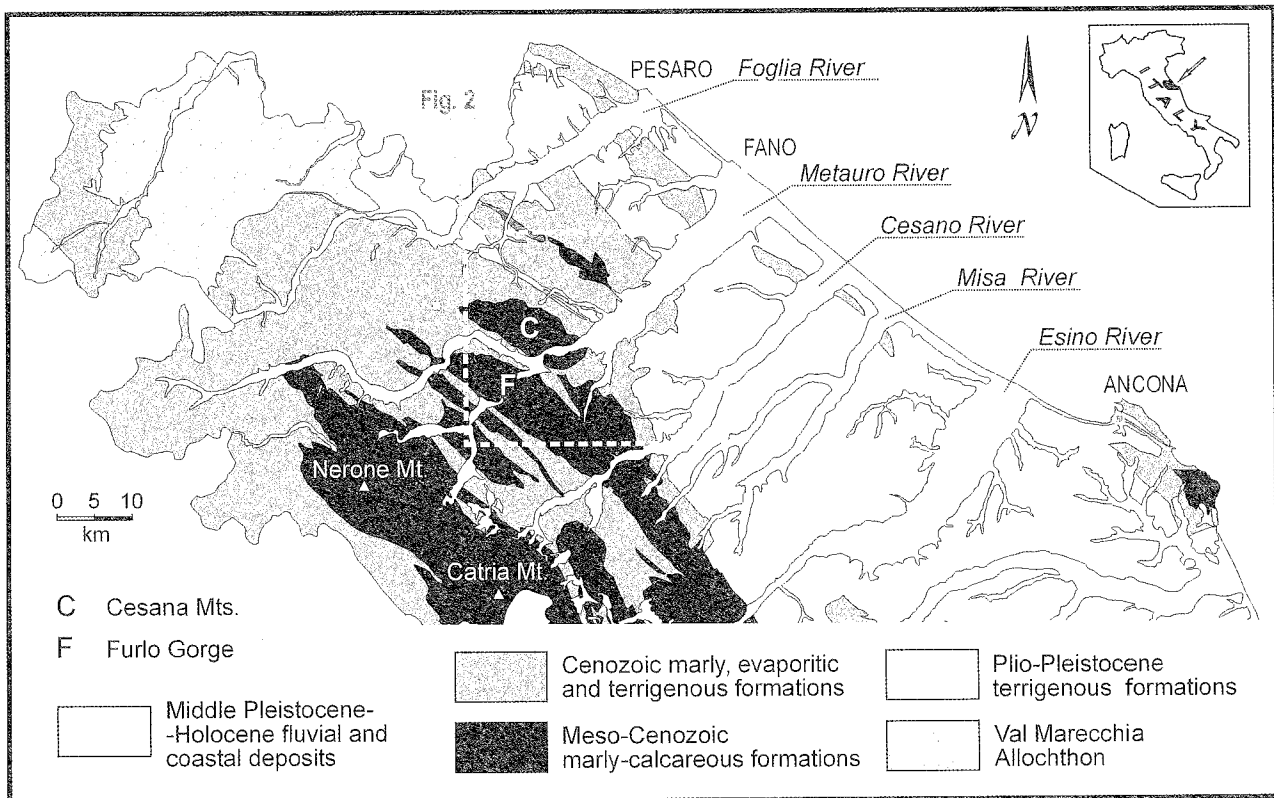 PESARO
Foglia River
Fig. 2
N
ITALY
FANO
Metauro River
Cesano River
Misa River
Esino River
ANCONA
C
F
Nerone Mt.
0 5 10
km
Catria Mt.
C Cesana Mts.
F Furlo Gorge
Middle Pleistocene-
-Holocene fluvial and
coastal deposits
Cenozoic marly, evaporitic
and terrigenous formations
Meso-Cenozoic
marly-calcareous formations
Plio-Pleistocene
terrigenous formations
Val Marecchia
Allochthon